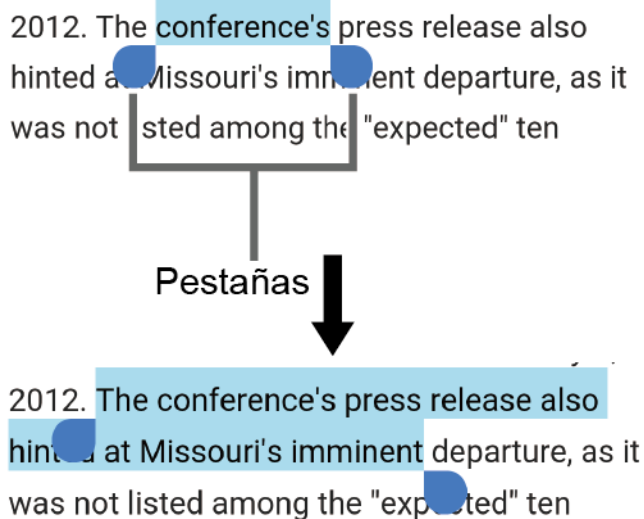 2012. The conference's press release also
hinted at Missouri's imminent departure, as it
was not listed among the "expected" ten
Pestañas
2012. The conference's press release also
hinted at Missouri's imminent departure, as it
was not listed among the "expected" ten